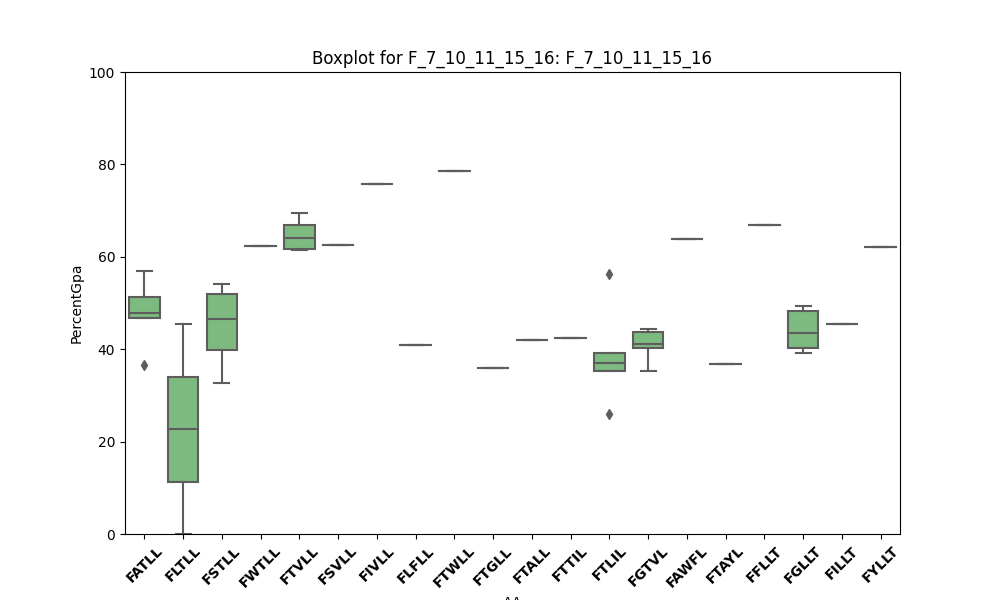 Boxplot for F_7_10_11_15_16: F_7_10_11_15_16
100
80
60
40
20
0
PercentGpa
FATLL
FLTLL
FSTLL
FWTLL
FTVLL
FSVLL
FIVLL
FLFLL
FTWLL
FTGLL
FTALL
FTTIL
FTLIL
FGTVL
FAWFL
FTAYL
FFLLT
FGLLT
FILLT
FYLLT